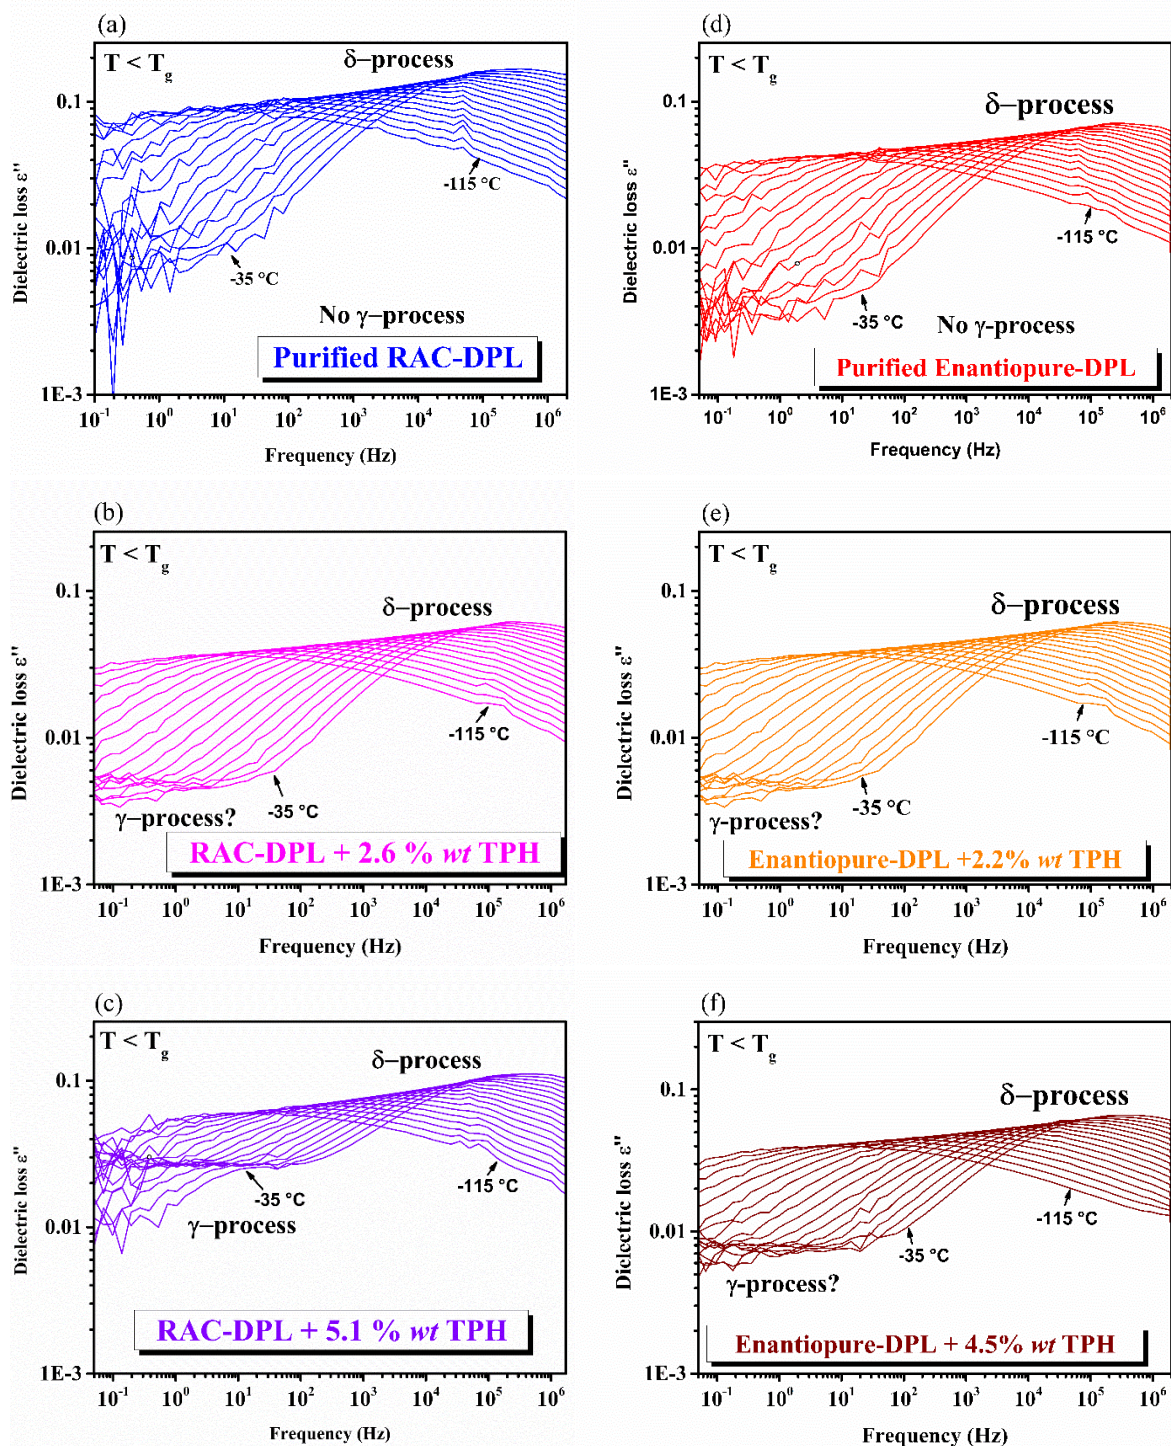 (a)
T < Tg
δ−process
0.1
0.01
1E-3
Dielectric loss ε''
-115 °C
-35 °C
No γ−process
Purified RAC-DPL
10-1 100 101 102 103 104 105 106
Frequency (Hz)
(d)
T < Tg
δ−process
0.1
0.01
1E-3
Dielectric loss ε''
-115 °C
-35 °C
No γ-process
Purified Enantiopure-DPL
10-1 100 101 102 103 104 105 106
Frequency (Hz)
(b)
T < Tg
δ−process
0.1
0.01
1E-3
Dielectric loss ε''
-115 °C
-35 °C
γ−process?
RAC-DPL + 2.6 % wt TPH
10-1 100 101 102 103 104 105 106
Frequency (Hz)
(e)
T < Tg
δ−process
0.1
0.01
1E-3
Dielectric loss ε''
-115 °C
-35 °C
γ−process?
Enantiopure-DPL +2.2% wt TPH
10-1 100 101 102 103 104 105 106
Frequency (Hz)
(c)
T < Tg
δ−process
0.1
0.01
1E-3
Dielectric loss ε''
-115 °C
-35 °C
γ−process
RAC-DPL + 5.1 % wt TPH
10-1 100 101 102 103 104 105 106
Frequency (Hz)
(f)
T < Tg
δ−process
0.1
0.01
1E-3
Dielectric loss ε''
-115 °C
-35 °C
γ-process?
Enantiopure-DPL + 4.5% wt TPH
10-1 100 101 102 103 104 105 106
Frequency (Hz)